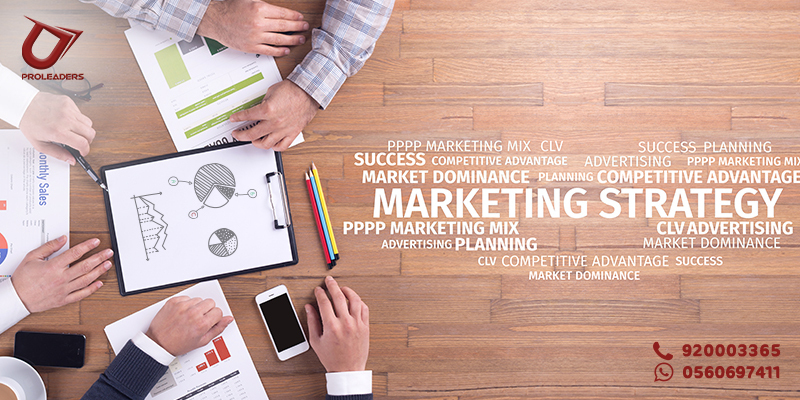 PROLEADERS
PPPP MARKETING MIX CLV SUCCESS PLANNING
SUCCESS COMPETITIVE ADVANTAGE ADVERTISING PPPP MARKETING MIX
MARKET DOMINANCE PLANNING COMPETITIVE ADVANTAGE
MARKETING STRATEGY
PPPP MARKETING MIX CLV ADVERTISING
ADVERTISING PLANNING MARKET DOMINANCE
CLV COMPETITIVE ADVANTAGE SUCCESS
MARKET DOMINANCE
Monthly Sales
920003365
0560697411